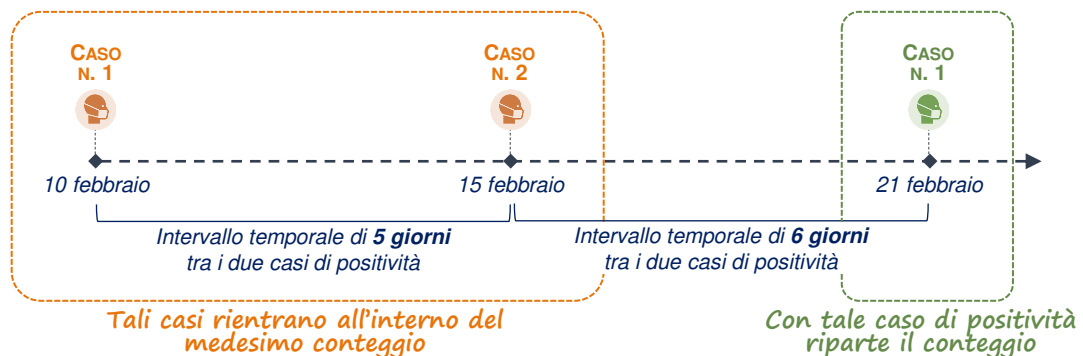 CASO
N. 1
CASO
N. 2
CASO
N. 1
10 febbraio
15 febbraio
21 febbraio
Intervallo temporale di 5 giorni
tra i due casi di positività
Intervallo temporale di 6 giorni
tra i due casi di positività
Tali casi rientrano all'interno del
medesimo conteggio
Con tale caso di positività
riparte il conteggio